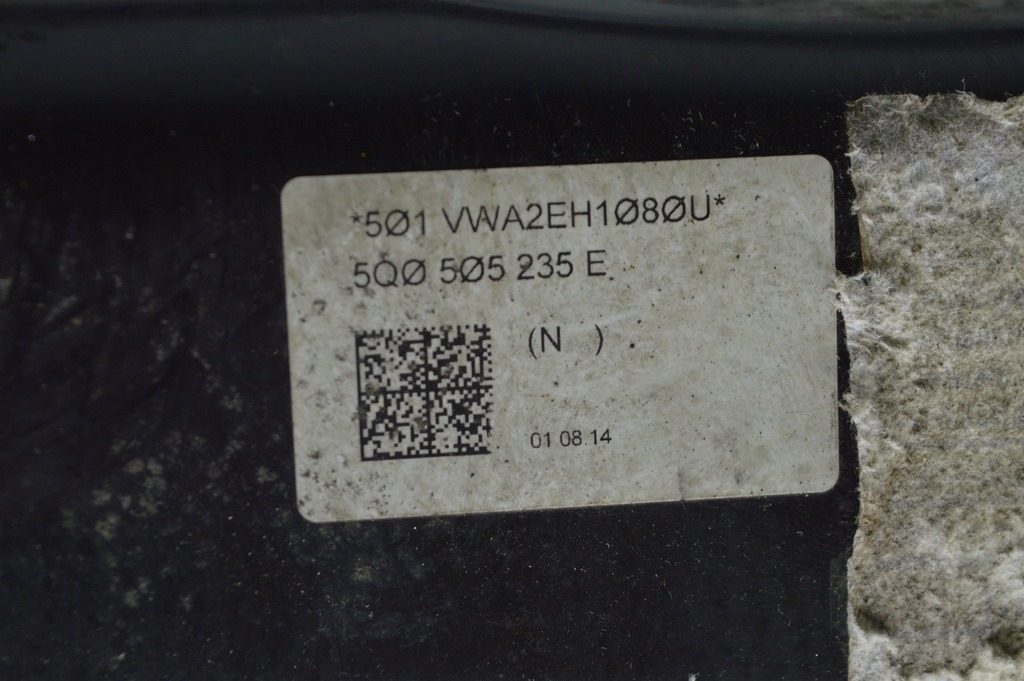 *5Ø1 VWA2EH1Ø8ØU*
5QØ 5Ø5 235 E
(N )
01 08.14